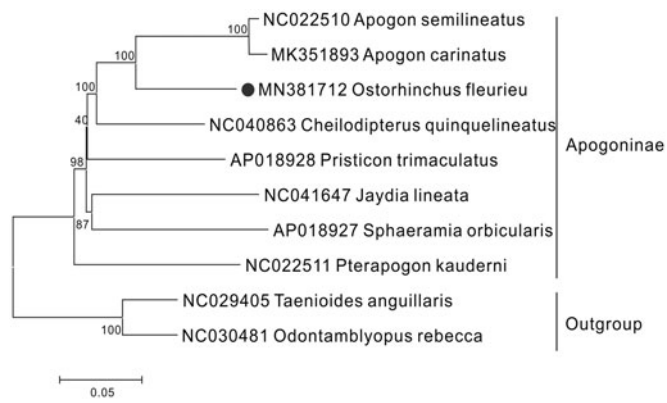 NC022510 Apogon semilineatus
100
MK351893 Apogon carinatus
100
MN381712 Ostorhinchus fleurieu
100
NC040863 Cheilodipterus quinquelineatus
40
Apogoninae
AP018928 Pristicon trimaculatus
98
NC041647 Jaydia lineata
87
AP018927 Sphaeramia orbicularis
NC022511 Pterapogon kauderni
NC029405 Taenioides anguillaris
Outgroup
100
NC030481 Odontamblyopus rebecca
0.05